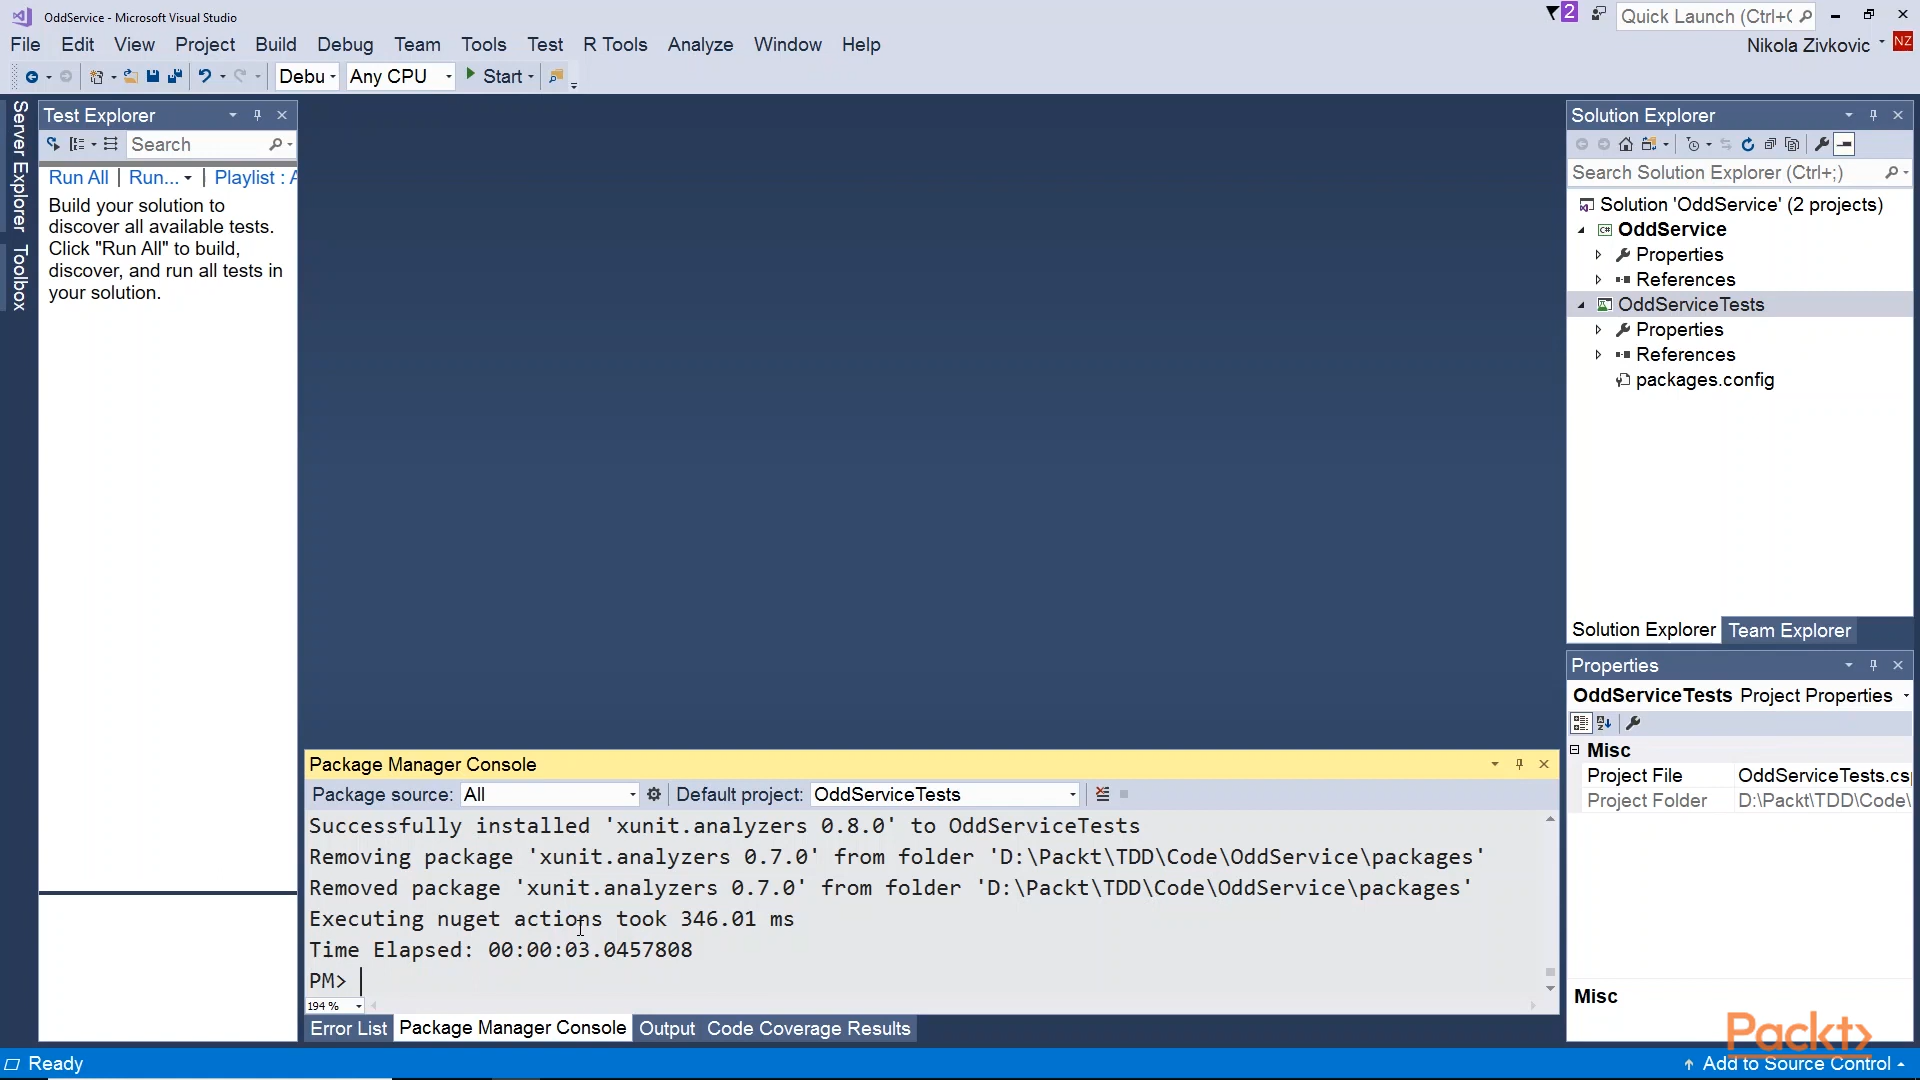 OddService - Microsoft Visual Studio
2
Quick Launch (Ctrl+Q
File Edit View Project Build Debug Team Tools Test R Tools Analyze Window Help
Nikola Zivkovic NZ
Debu Any CPU Start
Server Explorer
Toolbox
Test Explorer
Search
Run All | Run... | Playlist : A
Build your solution to
discover all available tests.
Click "Run All" to build,
discover, and run all tests in
your solution.
Solution Explorer
Search Solution Explorer (Ctrl+;)
Solution 'OddService' (2 projects)
C# OddService
Properties
References
OddServiceTests
Properties
References
packages.config
Solution Explorer Team Explorer
Properties
OddServiceTests Project Properties
Misc
Project File OddServiceTests.csp
Project Folder D:\Packt\TDD\Code\
Misc
Package Manager Console
Package source: All Default project: OddServiceTests
Successfully installed 'xunit.analyzers 0.8.0' to OddServiceTests
Removing package 'xunit.analyzers 0.7.0' from folder 'D:\Packt\TDD\Code\OddService\packages'
Removed package 'xunit.analyzers 0.7.0' from folder 'D:\Packt\TDD\Code\OddService\packages'
Executing nuget actions took 346.01 ms
Time Elapsed: 00:00:03.0457808
PM>
194 %
Error List Package Manager Console Output Code Coverage Results
Packt>
Ready
Add to Source Control